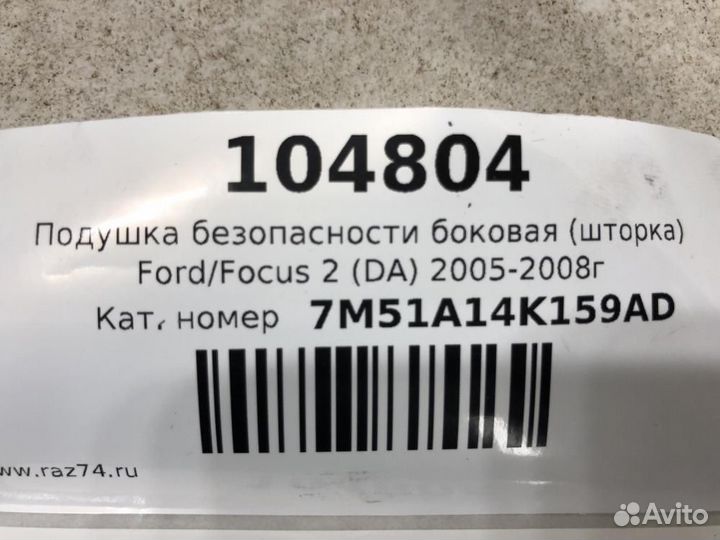 104804
Подушка безопасности боковая (шторка)
Ford/Focus 2 (DA) 2005-2008г
Кат. номер 7M51A14K159AD
www.raz74.ru
Avito